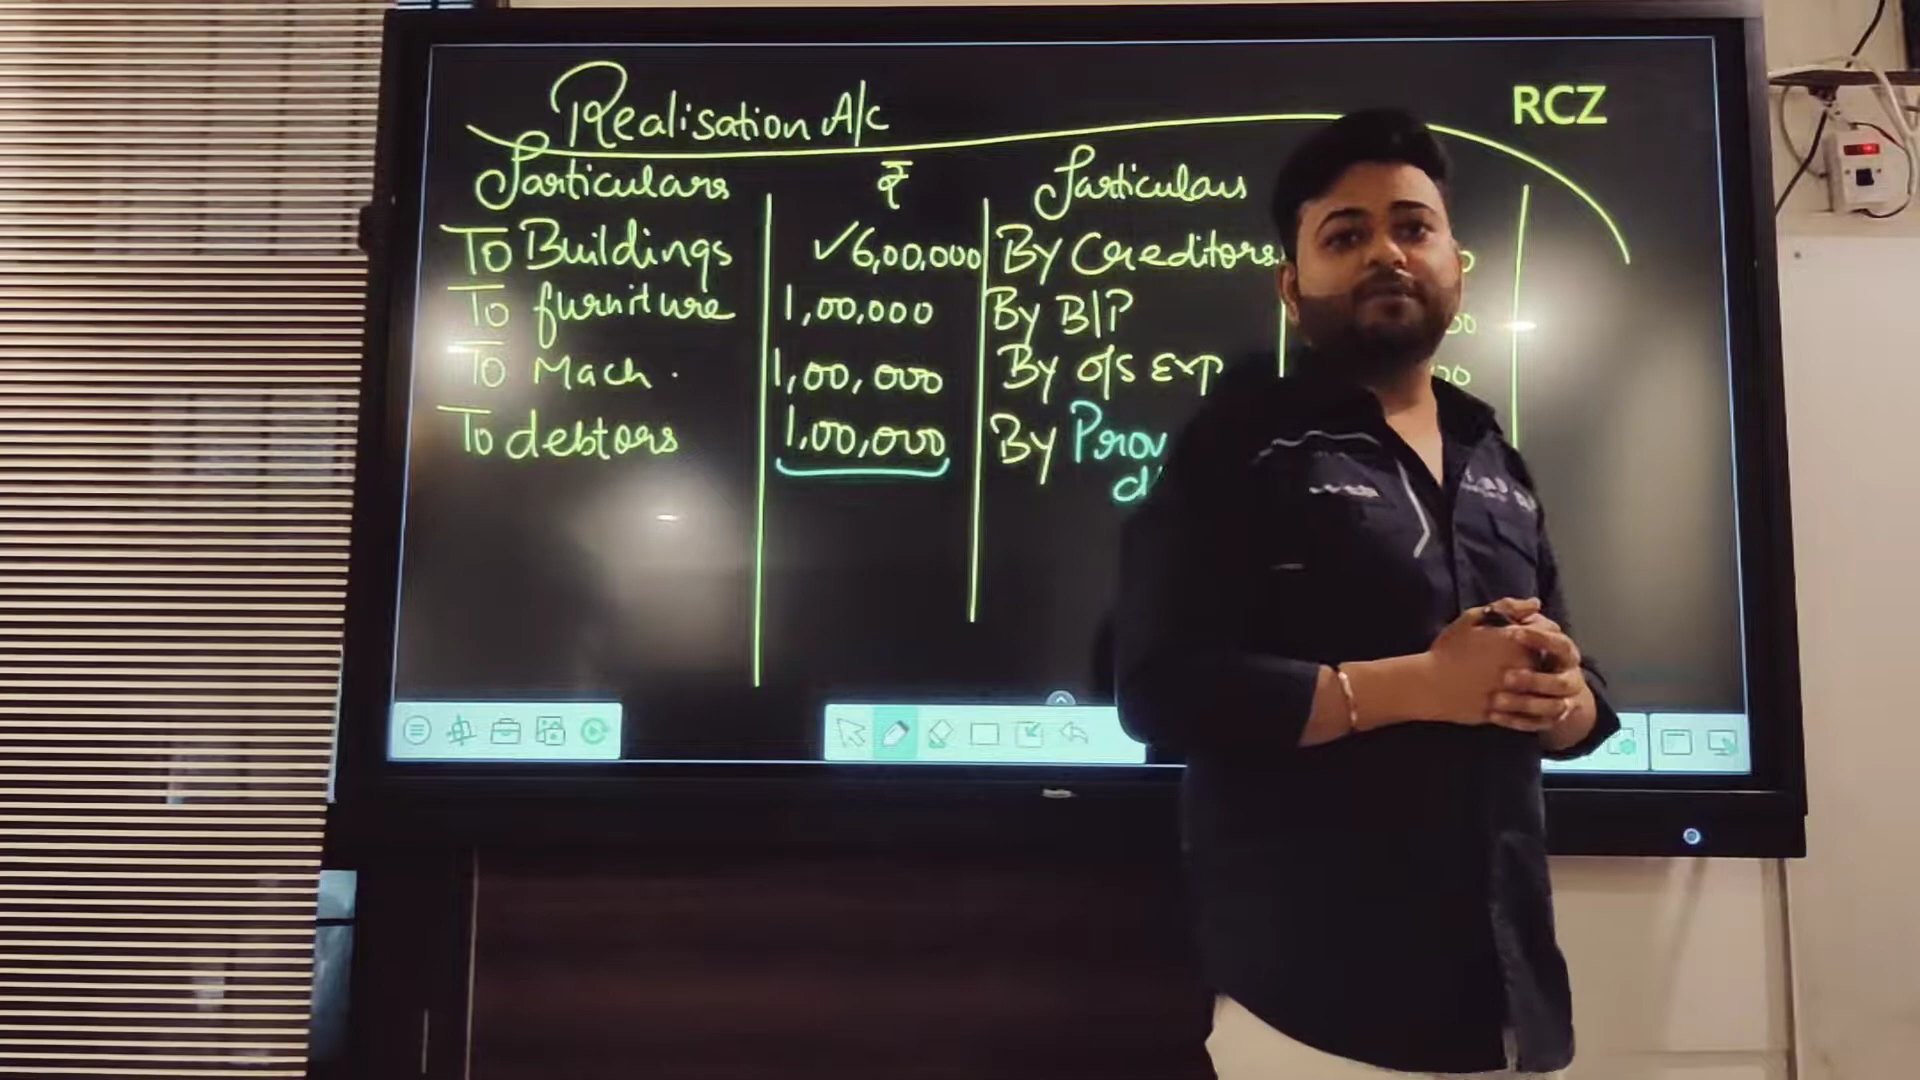 Realisation A/c
RCZ
Particulars ₹ Particulars
To Buildings ✓6,00,000 By Creditors
To furniture 1,00,000 By B/P
To Mach. 1,00,000 By o/s Exp
To debtors 1,00,000 By Prov